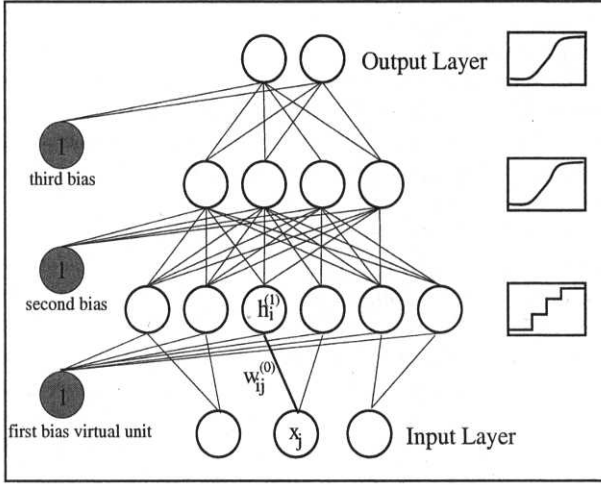 Output Layer
1
third bias
1
second bias
h_i^(1)
w_ij^(0)
1
first bias virtual unit
x_j
Input Layer